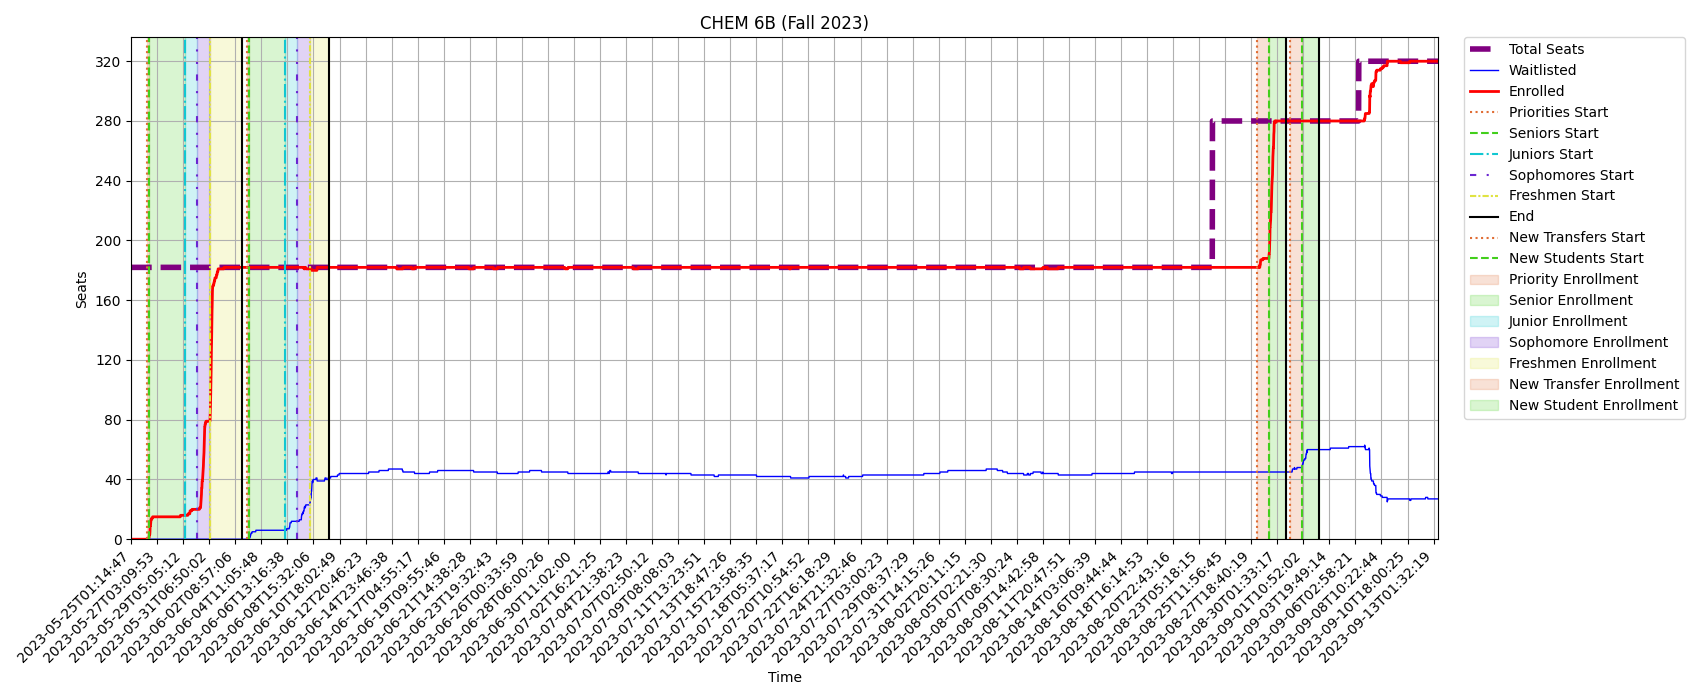 CHEM 6B (Fall 2023)
Seats
320
280
240
200
160
120
80
40
0
Total Seats
Waitlisted
Enrolled
Priorities Start
Seniors Start
Juniors Start
Sophomores Start
Freshmen Start
End
New Transfers Start
New Students Start
Priority Enrollment
Senior Enrollment
Junior Enrollment
Sophomore Enrollment
Freshmen Enrollment
New Transfer Enrollment
New Student Enrollment
2023-05-25T01:14:47
2023-05-27T03:09:53
2023-05-29T05:05:12
2023-05-31T06:50:02
2023-06-02T08:57:06
2023-06-04T11:05:48
2023-06-06T13:16:38
2023-06-08T15:32:06
2023-06-10T18:02:49
2023-06-12T20:46:23
2023-06-14T23:46:38
2023-06-17T04:55:17
2023-06-19T09:55:46
2023-06-21T14:38:28
2023-06-23T19:32:43
2023-06-26T00:33:59
2023-06-28T06:00:26
2023-06-30T11:02:00
2023-07-02T16:21:25
2023-07-04T21:38:23
2023-07-07T02:50:12
2023-07-09T08:08:03
2023-07-11T13:23:51
2023-07-13T18:47:26
2023-07-15T23:58:35
2023-07-18T05:37:17
2023-07-20T10:54:52
2023-07-22T16:18:29
2023-07-24T21:32:46
2023-07-27T03:00:23
2023-07-29T08:37:29
2023-07-31T14:15:26
2023-08-02T20:11:15
2023-08-05T02:21:30
2023-08-07T08:30:24
2023-08-09T14:42:58
2023-08-11T20:47:51
2023-08-14T03:06:39
2023-08-16T09:44:44
2023-08-18T16:14:53
2023-08-20T22:43:16
2023-08-23T05:18:15
2023-08-25T11:56:45
2023-08-27T18:40:19
2023-08-30T01:33:17
2023-09-01T10:52:02
2023-09-03T19:49:14
2023-09-06T02:58:21
2023-09-08T10:22:44
2023-09-10T18:00:25
2023-09-13T01:32:19
Time